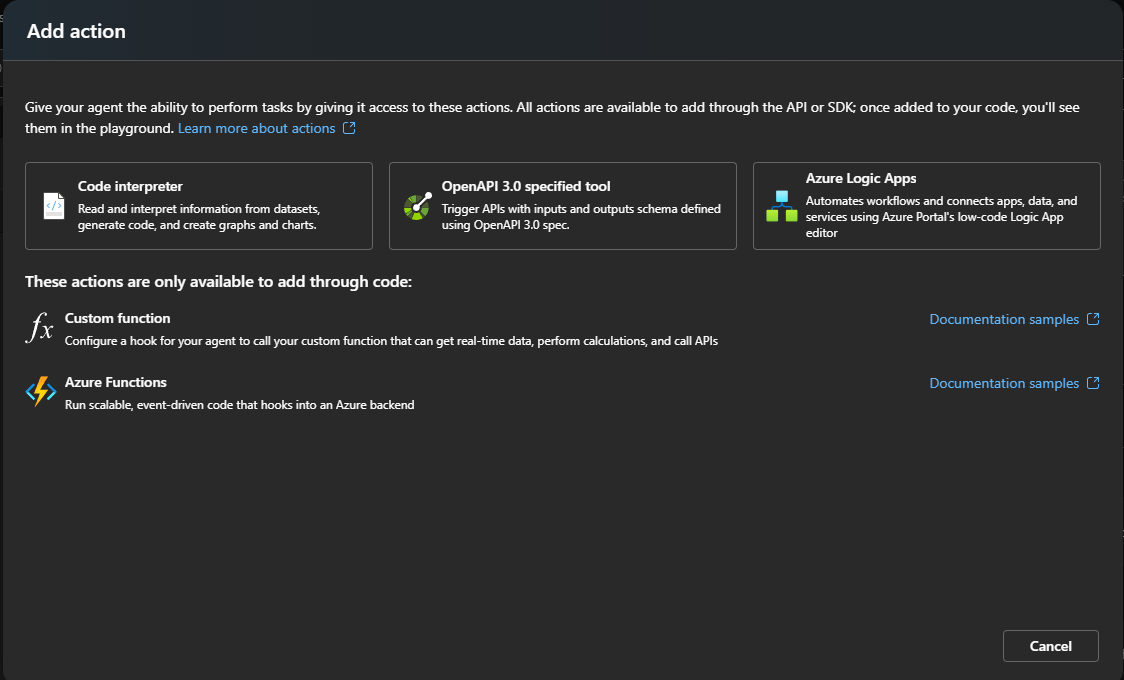 Add action
Give your agent the ability to perform tasks by giving it access to these actions. All actions are available to add through the API or SDK; once added to your code, you'll see
them in the playground. Learn more about actions
Code interpreter
Read and interpret information from datasets,
generate code, and create graphs and charts.
OpenAPI 3.0 specified tool
Trigger APIs with inputs and outputs schema defined
using OpenAPI 3.0 spec.
Azure Logic Apps
Automates workflows and connects apps, data, and
services using Azure Portal's low-code Logic App
editor
These actions are only available to add through code:
Custom function
Documentation samples
Configure a hook for your agent to call your custom function that can get real-time data, perform calculations, and call APIs
Azure Functions
Documentation samples
Run scalable, event-driven code that hooks into an Azure backend
Cancel